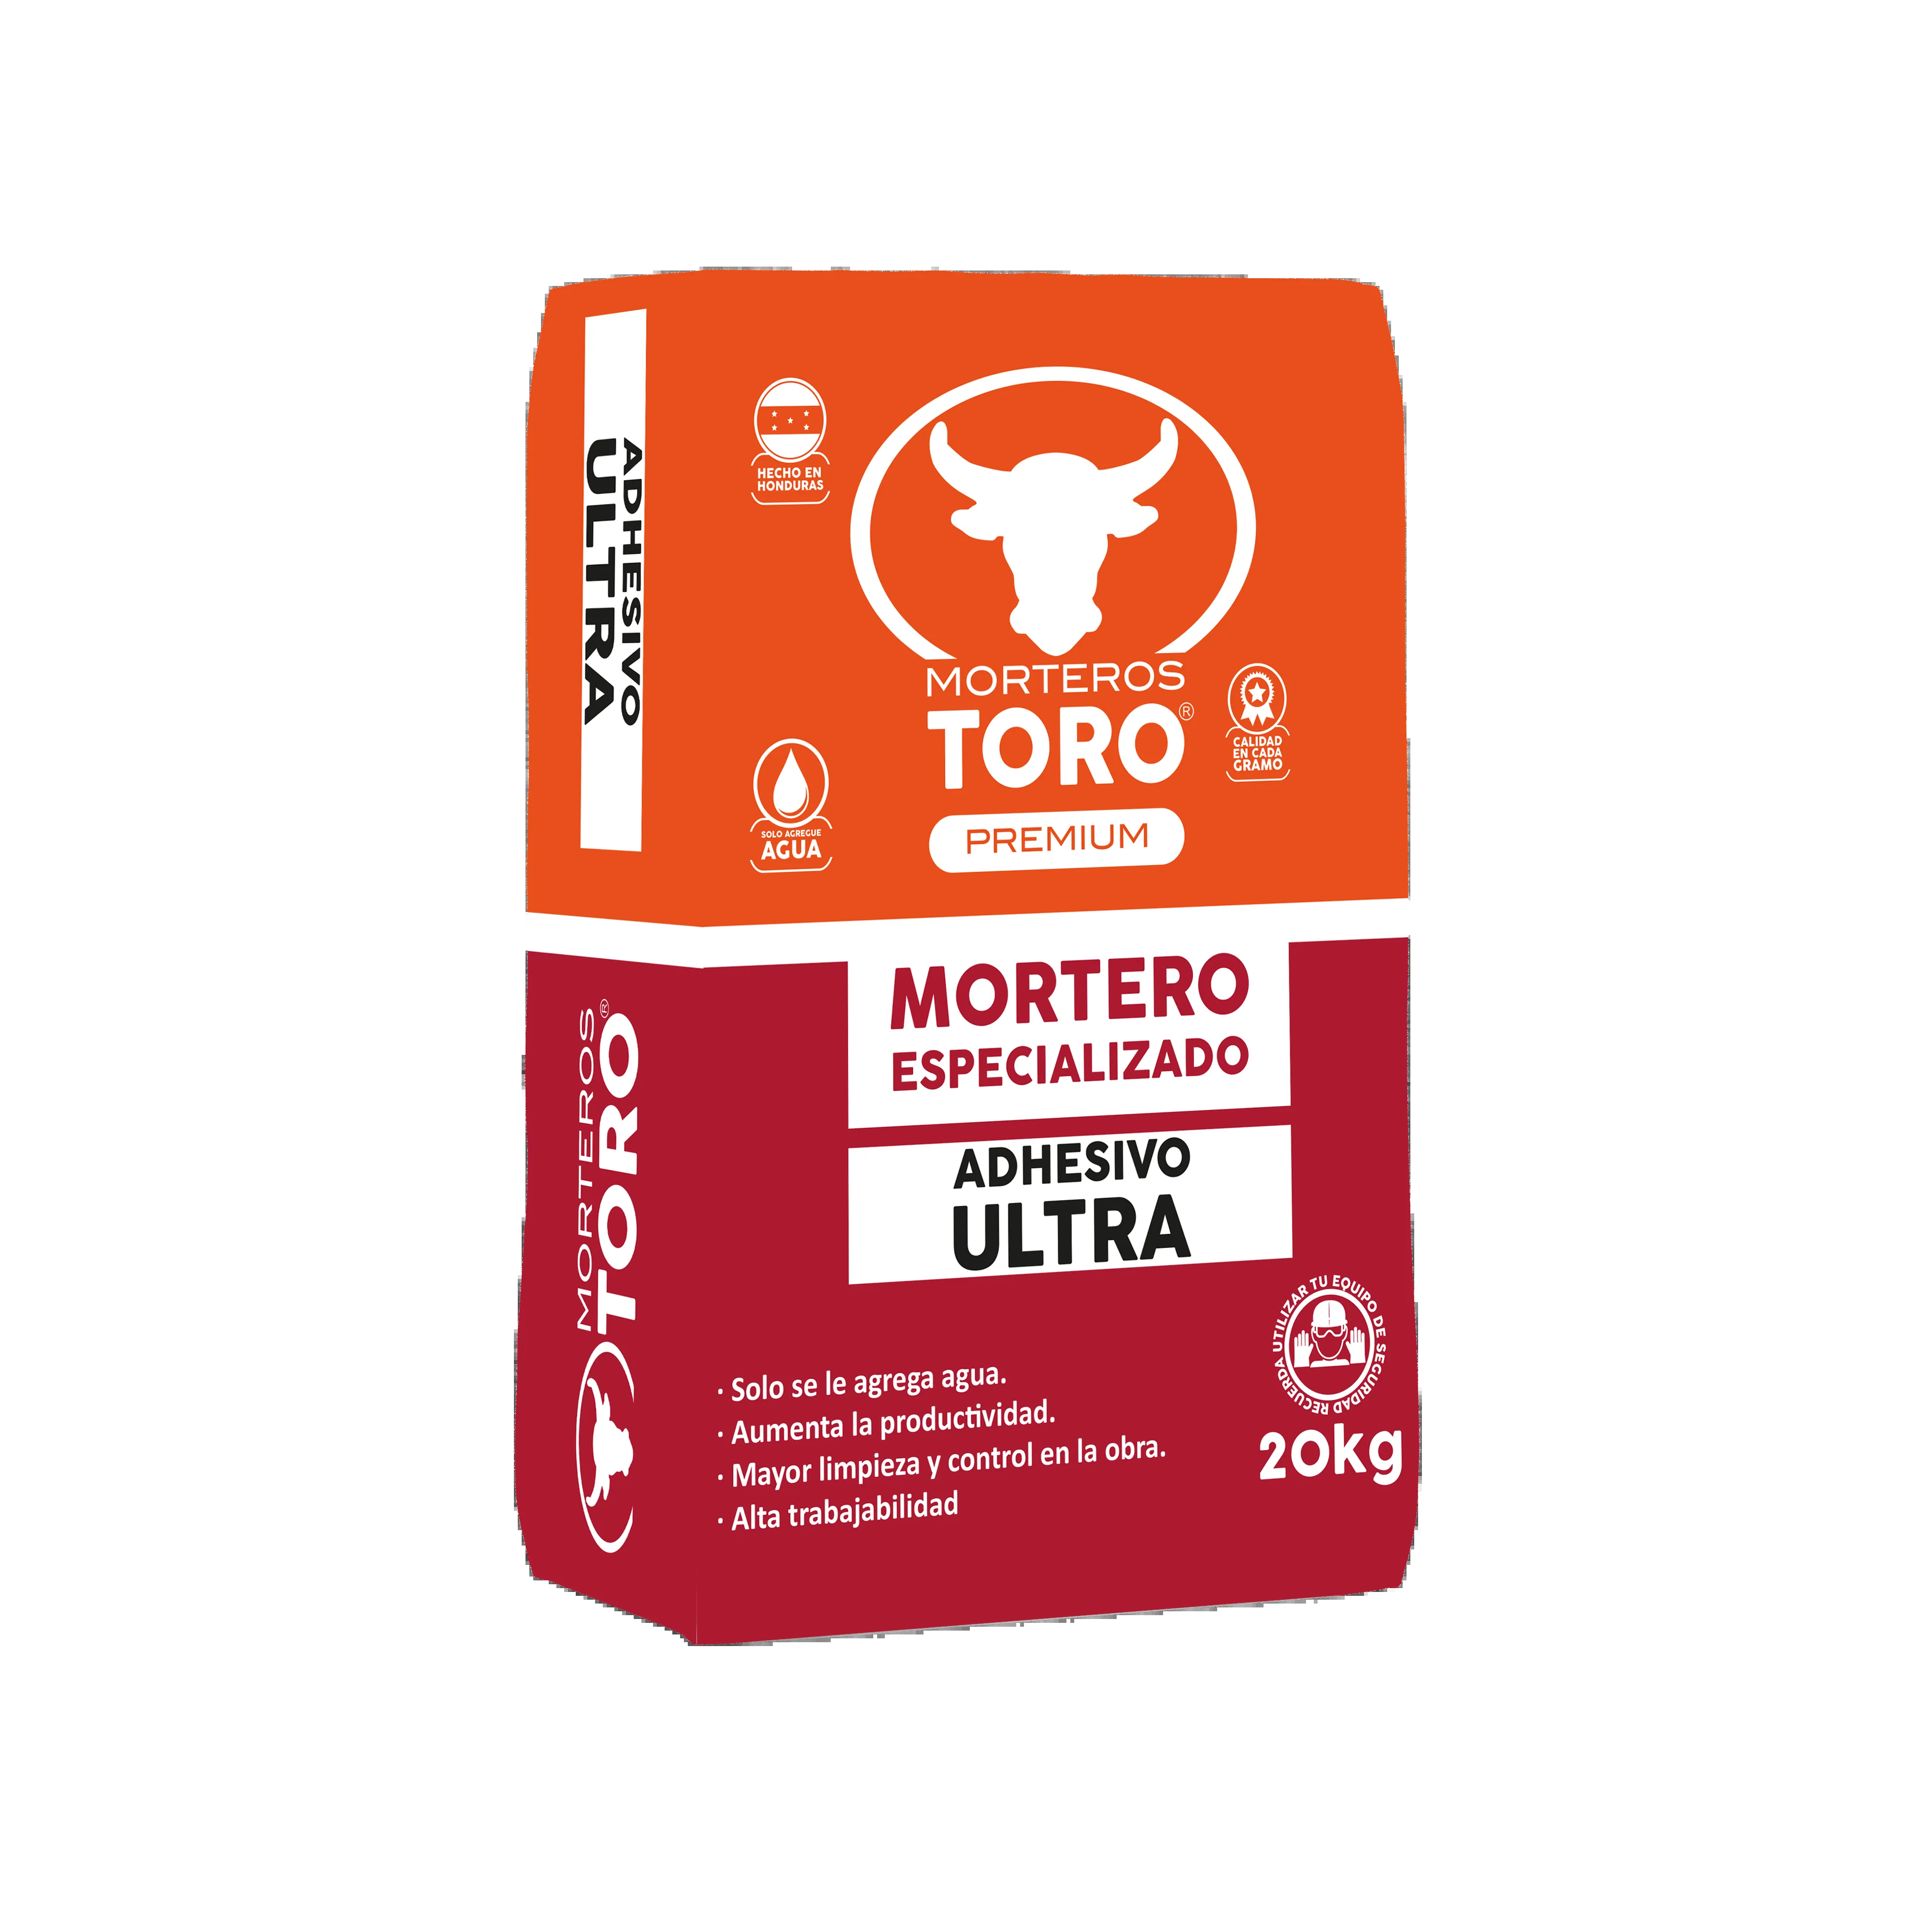 ADHESIVO
ULTRA
HECHO EN
HONDURAS
MORTEROS
TORO®
PREMIUM
CALIDAD
EN CADA
GRAMO
SOLO AGREGUE
AGUA
MORTEROS
TORO®
MORTERO
ESPECIALIZADO
ADHESIVO
ULTRA
RECUERDA UTILIZAR TU EQUIPO DE SEGURIDAD
· Solo se le agrega agua.
· Aumenta la productividad.
· Mayor limpieza y control en la obra.
· Alta trabajabilidad
20kg